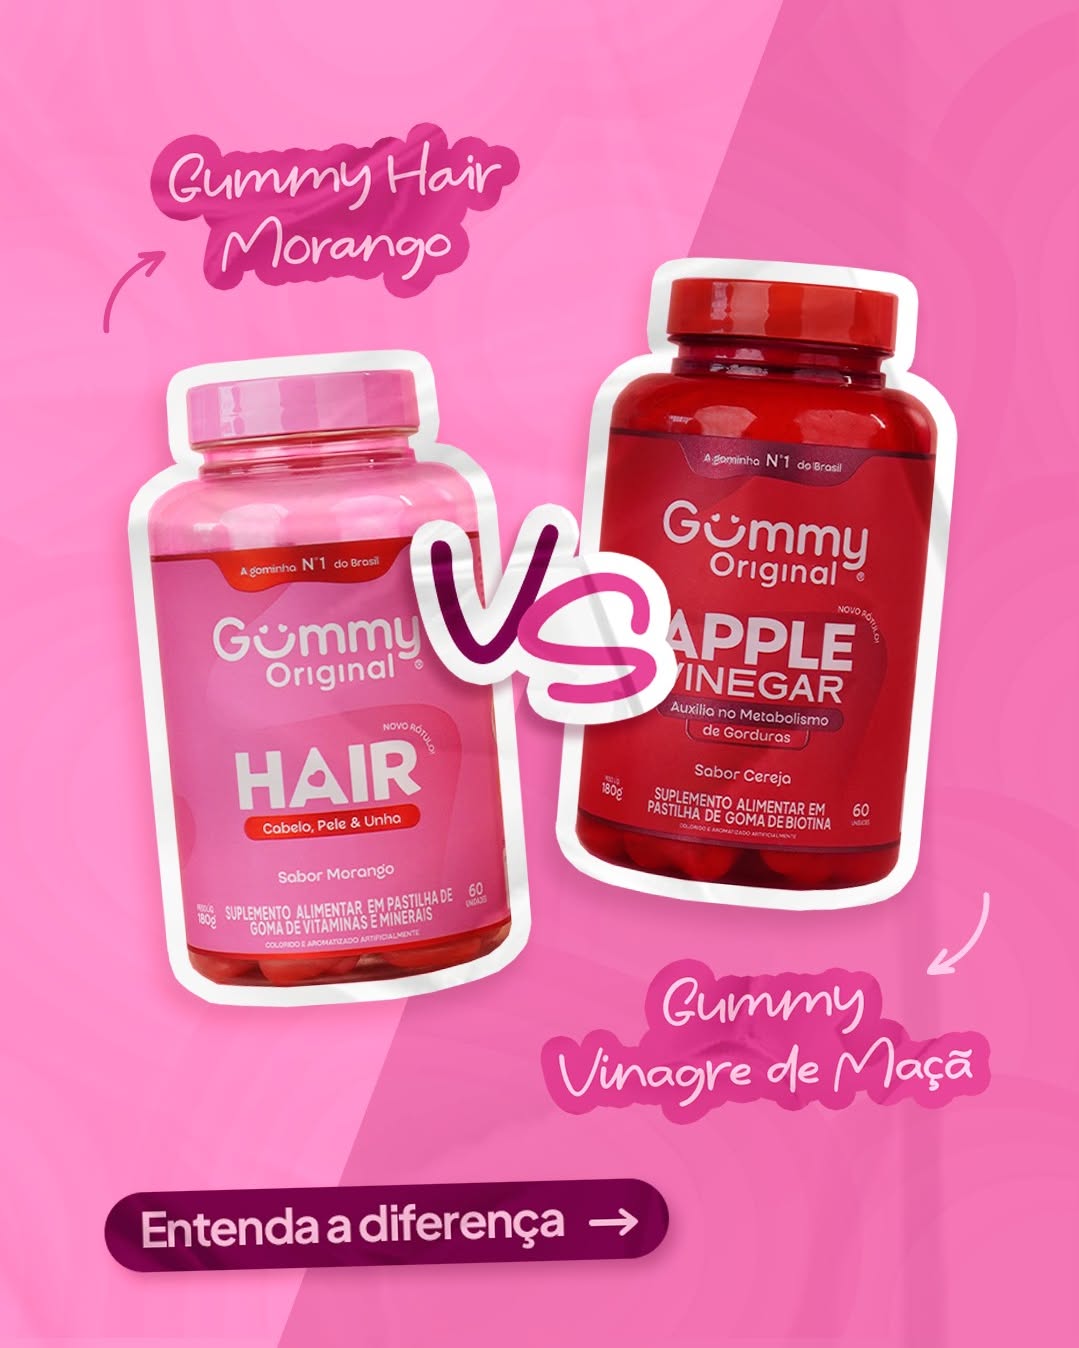 Gummy Hair
Morango
A gominha N°1 do Brasil
Gummy
Original ®
NOVO RÓTULO!
HAIR
Cabelo, Pele & Unha
Sabor Morango
PESO LÍQ
180g
SUPLEMENTO ALIMENTAR EM PASTILHA DE
GOMA DE VITAMINAS E MINERAIS
60
UNIDADES
COLORIDO E AROMATIZADO ARTIFICIALMENTE
VS
A gominha N°1 do Brasil
Gummy
Original ®
NOVO RÓTULO!
APPLE
VINEGAR
Auxilia no Metabolismo
de Gorduras
Sabor Cereja
PESO LÍQ
180g
SUPLEMENTO ALIMENTAR EM
PASTILHA DE GOMA DE BIOTINA
60
UNIDADES
COLORIDO E AROMATIZADO ARTIFICIALMENTE
Gummy
Vinagre de Maçã
Entenda a diferença →